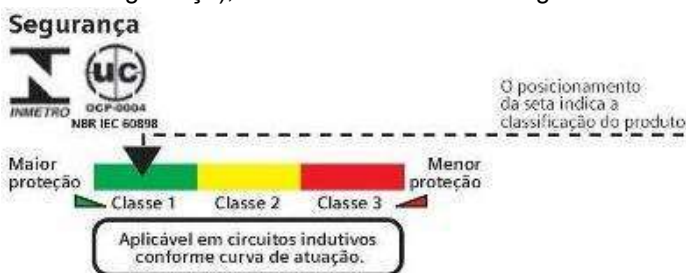 Segurança
uc
INMETRO
OCP-0004
NBR IEC 60898
O posicionamento
da seta indica a
classificação do produto
Maior
proteção
Menor
proteção
Classe 1 Classe 2 Classe 3
Aplicável em circuitos indutivos
conforme curva de atuação.